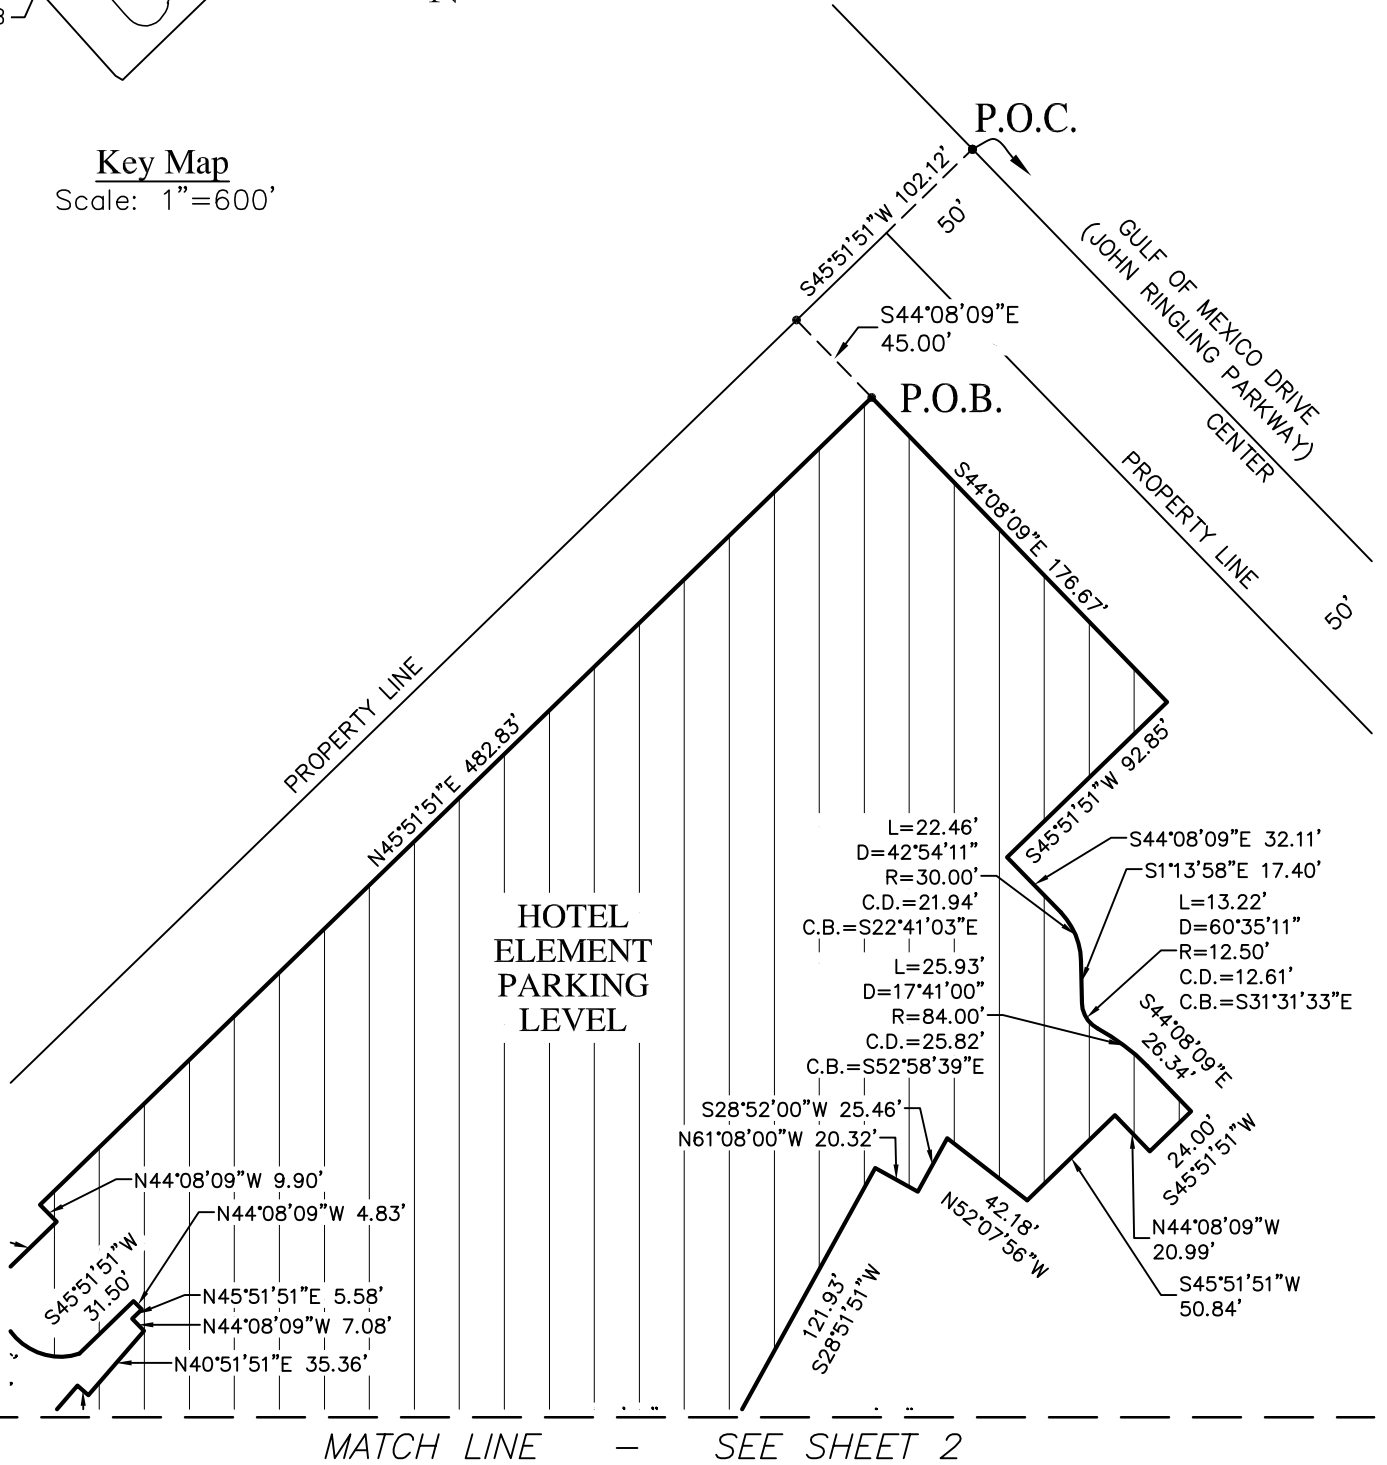 P.O.C.
Key Map
Scale: 1"=600'
S45°51'51"W 102.12'
50'
GULF OF MEXICO DRIVE
(JOHN RINGLING PARKWAY)
CENTER
S44°08'09"E
45.00'
P.O.B.
PROPERTY LINE
50'
S44°08'09"E 176.67'
PROPERTY LINE
N45°51'51"E 482.83'
S45°51'51"W 92.85'
L=22.46'
D=42°54'11"
R=30.00'
C.D.=21.94'
C.B.=S22°41'03"E
S44°08'09"E 32.11'
S1°13'58"E 17.40'
L=13.22'
D=60°35'11"
R=12.50'
C.D.=12.61'
C.B.=S31°31'33"E
HOTEL
ELEMENT
PARKING
LEVEL
L=25.93'
D=17°41'00"
R=84.00'
C.D.=25.82'
C.B.=S52°58'39"E
S44°08'09"E
26.34'
S28°52'00"W 25.46'
N61°08'00"W 20.32'
24.00'
S45°51'51"W
42.18'
N52°07'56"W
N44°08'09"W
20.99'
S45°51'51"W
50.84'
121.93'
S28°51'51"W
N44°08'09"W 9.90'
N44°08'09"W 4.83'
S45°51'51"W
31.50'
N45°51'51"E 5.58'
N44°08'09"W 7.08'
N40°51'51"E 35.36'
MATCH LINE - SEE SHEET 2